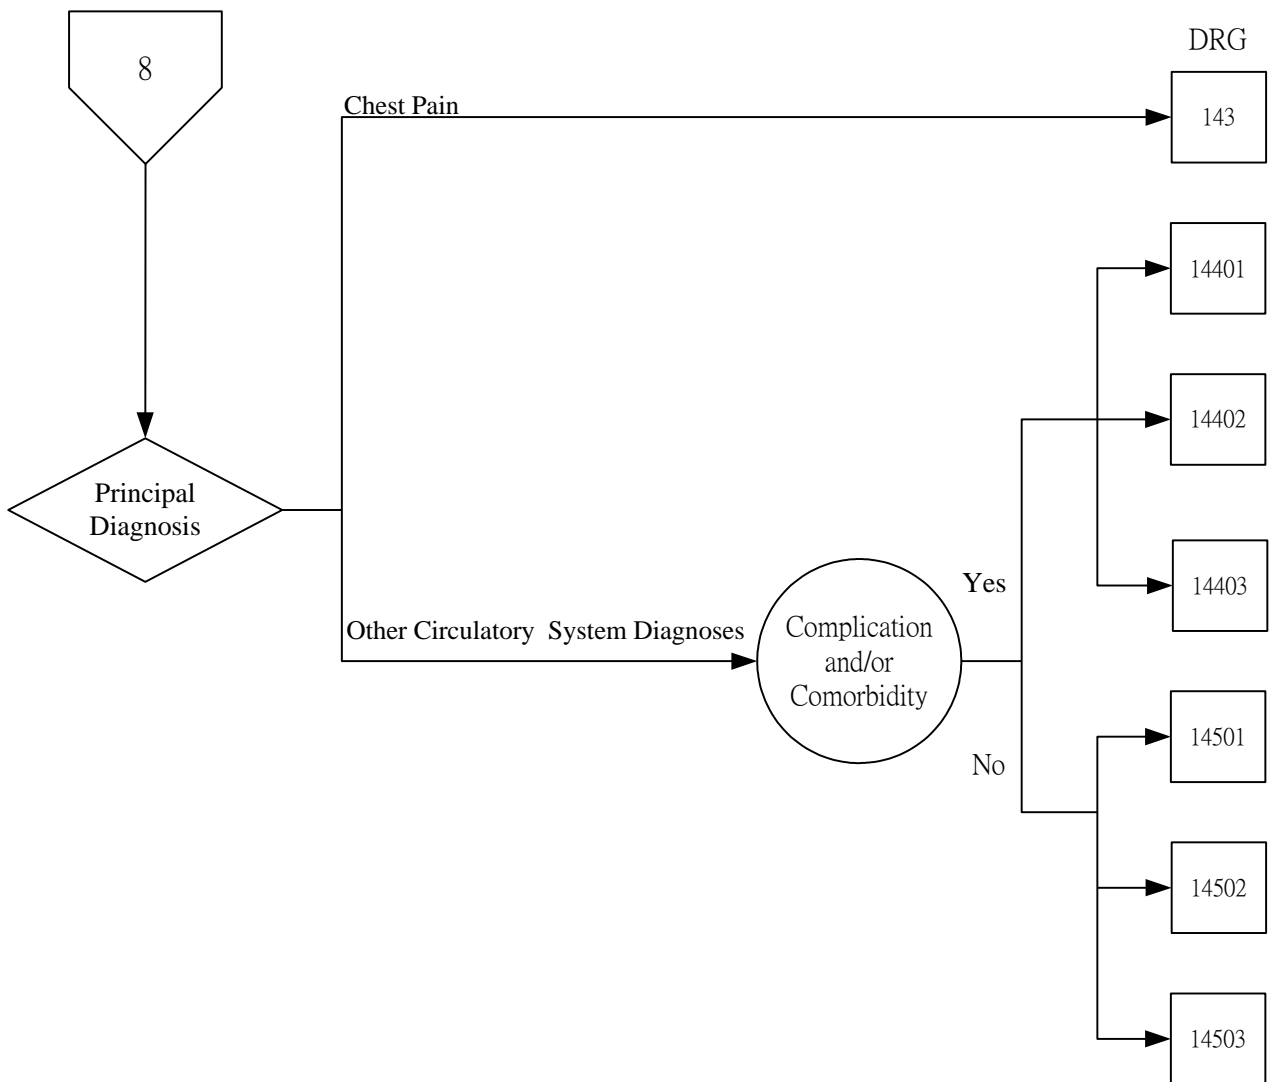 8
DRG
Chest Pain
143
14401
14402
Principal
Diagnosis
14403
Yes
Other Circulatory  System Diagnoses
Complication
and/or
Comorbidity
No
14501
14502
14503